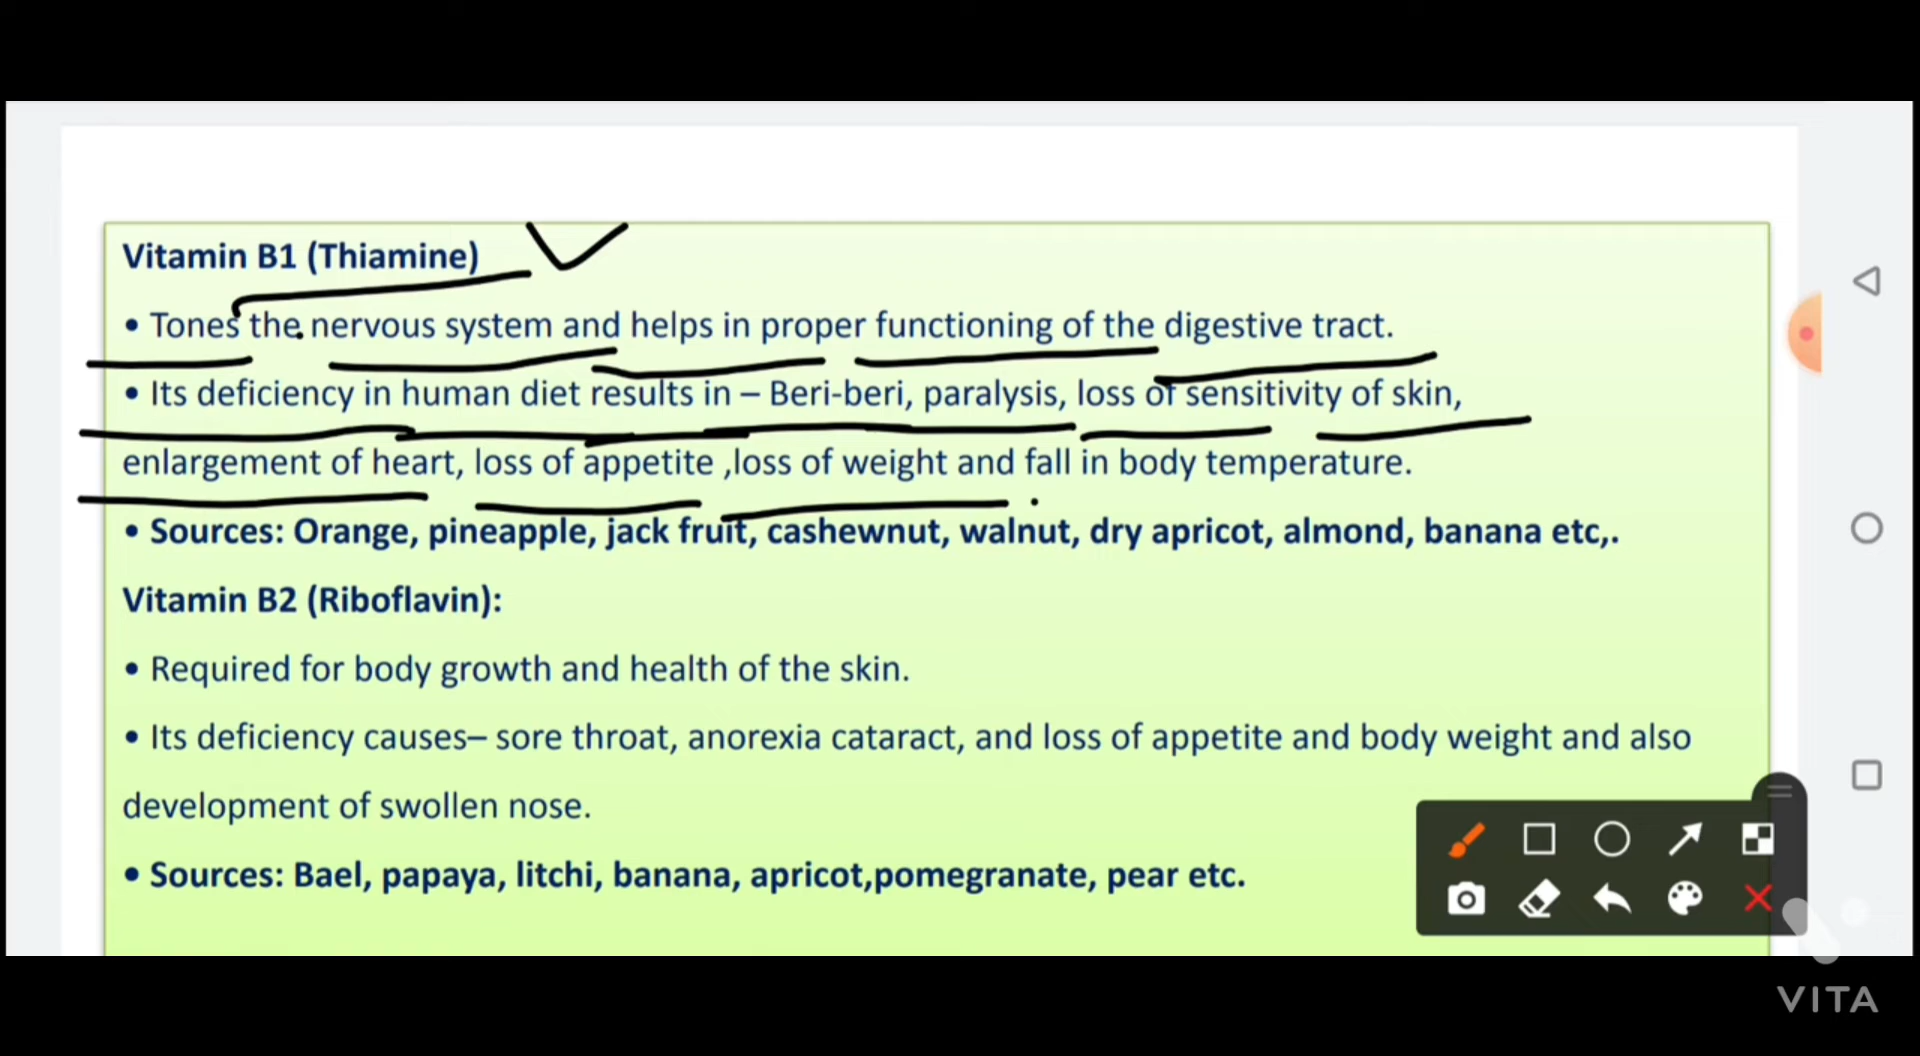 Vitamin B1 (Thiamine)
• Tones the nervous system and helps in proper functioning of the digestive tract.
• Its deficiency in human diet results in – Beri-beri, paralysis, loss of sensitivity of skin,
enlargement of heart, loss of appetite ,loss of weight and fall in body temperature.
• Sources: Orange, pineapple, jack fruit, cashewnut, walnut, dry apricot, almond, banana etc,.
Vitamin B2 (Riboflavin):
• Required for body growth and health of the skin.
• Its deficiency causes– sore throat, anorexia cataract, and loss of appetite and body weight and also
development of swollen nose.
• Sources: Bael, papaya, litchi, banana, apricot,pomegranate, pear etc.
VITA